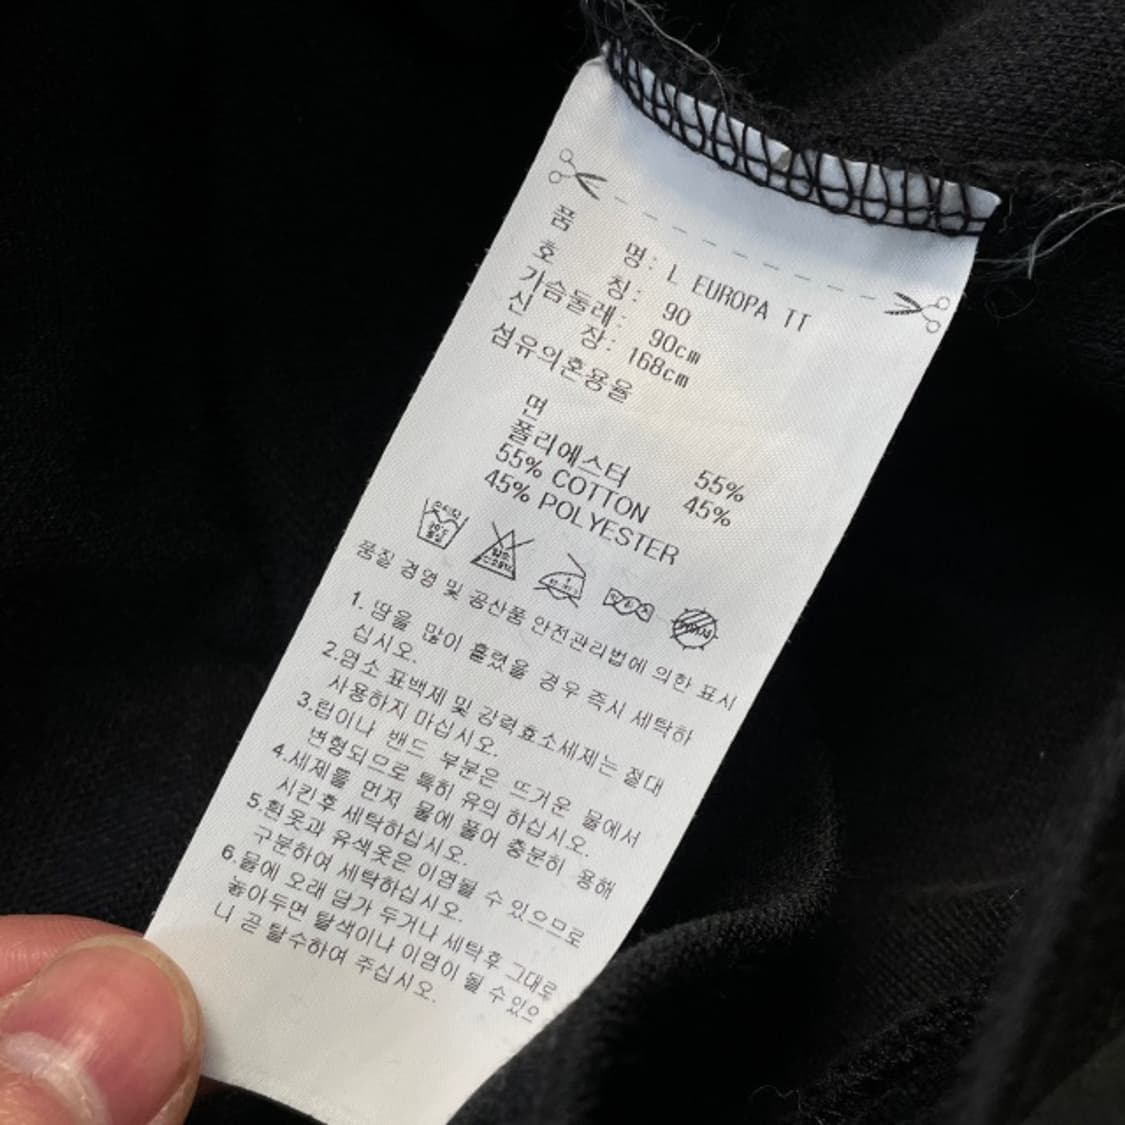 품 명: L EUROPA TT
호 칭: 90
가슴둘레: 90cm
신 장: 168cm
섬유의혼용율
면 55%
폴리에스터 45%
55% COTTON
45% POLYESTER
품질 경영 및 공산품 안전관리법에 의한 표시
1. 땀을 많이 흘렸을 경우 즉시 세탁하
십시오.
2.염소 표백제 및 강력효소세제는 절대
사용하지 마십시오.
3.립이나 밴드 부분은 뜨거운 물에서
변형되므로 특히 유의 하십시오.
4.세제를 먼저 물에 풀어 충분히 용해
시킨후 세탁하십시오.
5.흰옷과 유색옷은 이염될 수 있으므로
구분하여 세탁하십시오.
6.물에 오래 담가 두거나 세탁후 그대로
놓아두면 탈색이나 이염이 될 수 있으
니 곧 탈수하여 주십시오.